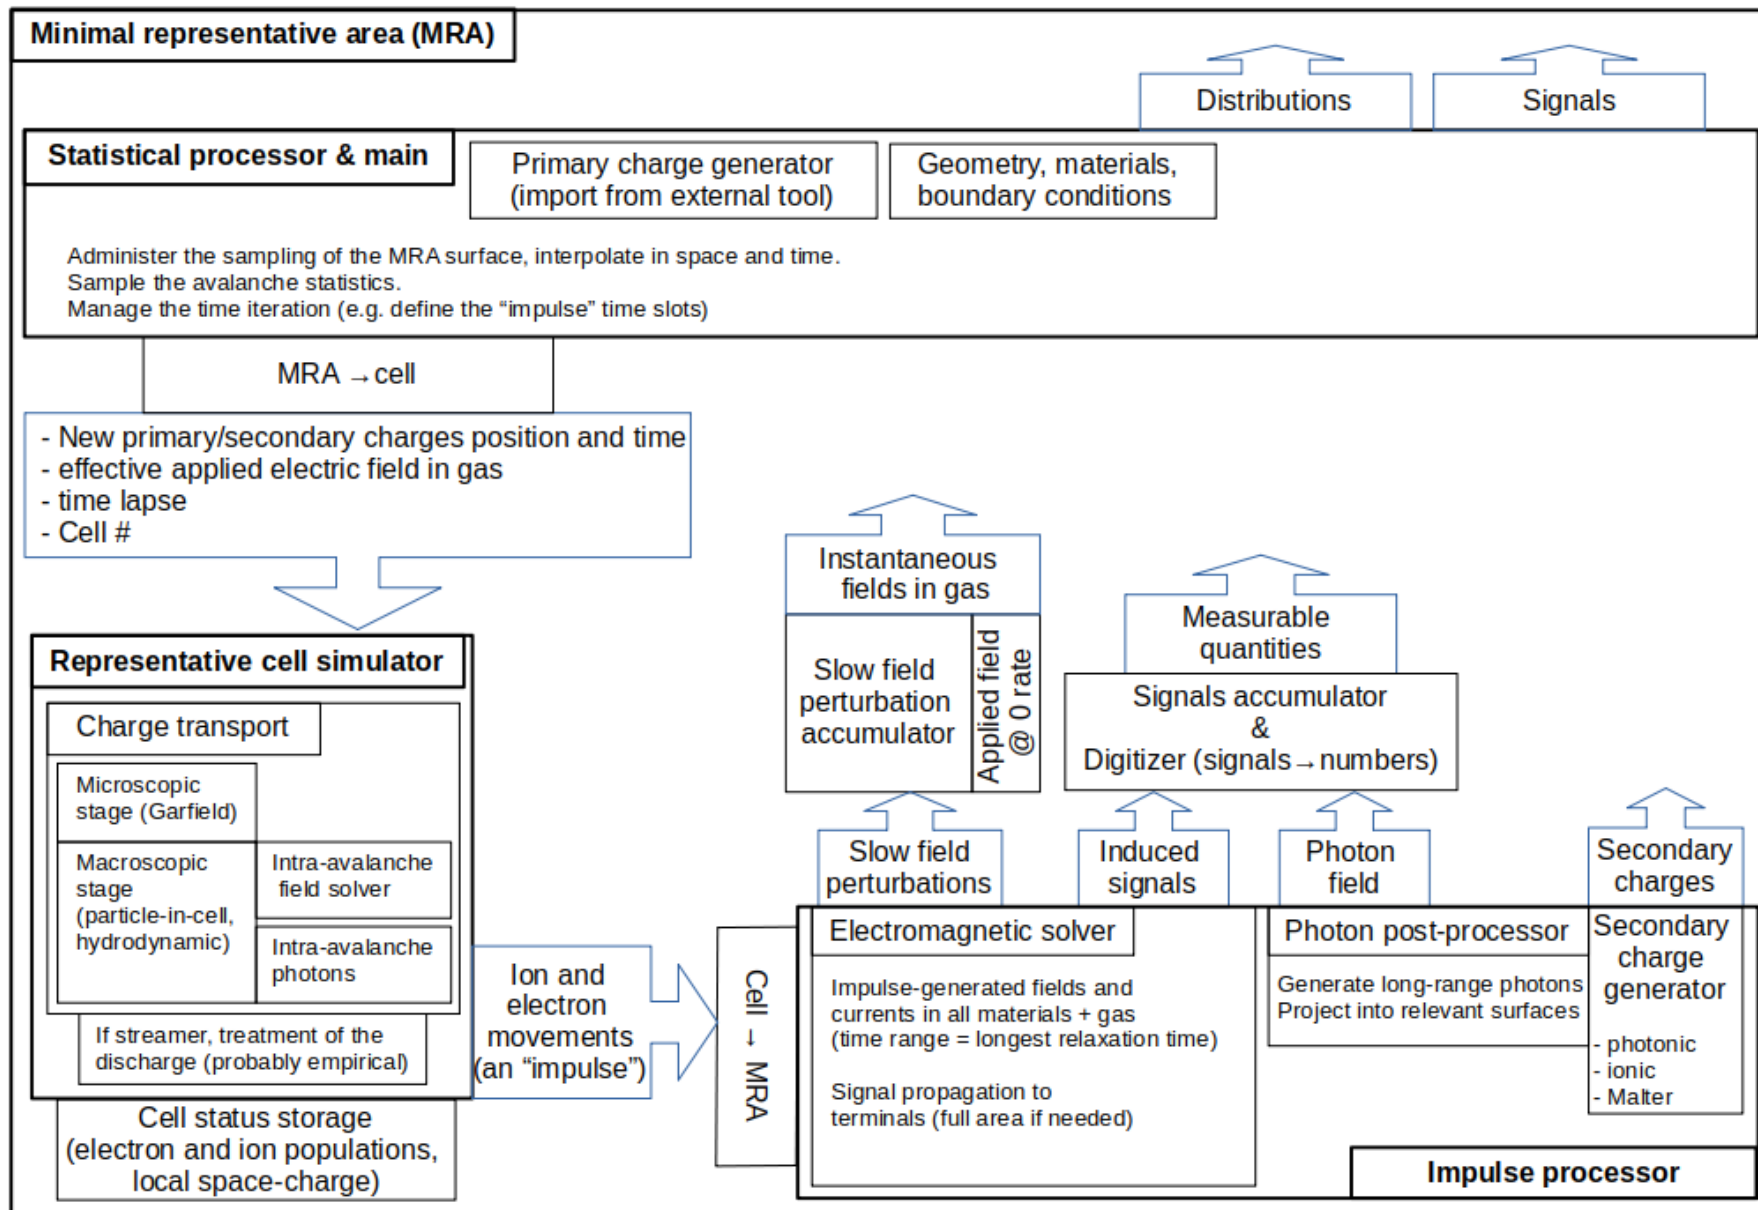 Minimal representative area (MRA)
Distributions
Signals
Statistical processor & main
Primary charge generator
(import from external tool)
Geometry, materials,
boundary conditions
Administer the sampling of the MRA surface, interpolate in space and time.
Sample the avalanche statistics.
Manage the time iteration (e.g. define the “impulse” time slots)
MRA →cell
- New primary/secondary charges position and time
- effective applied electric field in gas
- time lapse
- Cell #
Representative cell simulator
Charge transport
Microscopic
stage (Garfield)
Macroscopic
stage
(particle-in-cell,
hydrodynamic)
Intra-avalanche
field solver
Intra-avalanche
photons
If streamer, treatment of the
discharge (probably empirical)
Cell status storage
(electron and ion populations,
local space-charge)
Ion and
electron
movements
(an “impulse”)
Cell → MRA
Instantaneous
fields in gas
Slow field
perturbation
accumulator
Applied field
@ 0 rate
Measurable
quantities
Signals accumulator
&
Digitizer (signals→numbers)
Slow field
perturbations
Induced
signals
Photon
field
Secondary
charges
Electromagnetic solver
Impulse-generated fields and
currents in all materials + gas
(time range = longest relaxation time)
Signal propagation to
terminals (full area if needed)
Photon post-processor
Generate long-range photons
Project into relevant surfaces
Secondary
charge
generator
- photonic
- ionic
- Malter
Impulse processor